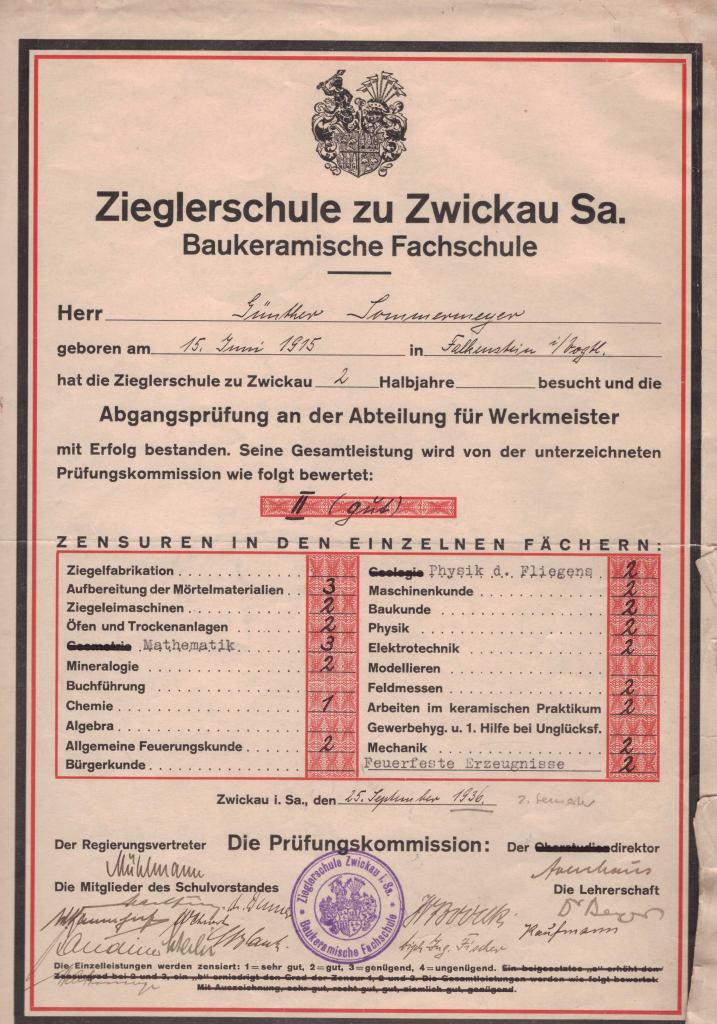 Zieglerschule zu Zwickau Sa.
Baukeramische Fachschule
Herr Günther Sommermeyer
geboren am 15. Juni 1915 in Falkenstein i/Vogtl.
hat die Zieglerschule zu Zwickau 2 Halbjahre besucht und die
Abgangsprüfung an der Abteilung für Werkmeister
mit Erfolg bestanden. Seine Gesamtleistung wird von der unterzeichneten
Prüfungskommission wie folgt bewertet:
II (gut)
ZENSUREN IN DEN EINZELNEN FÄCHERN:
Ziegelfabrikation
Aufbereitung der Mörtelmaterialien 3
Ziegeleimaschinen 2
Öfen und Trockenanlagen 2
Geometrie Mathematik 3
Mineralogie 2
Buchführung
Chemie 1
Algebra
Allgemeine Feuerungskunde 2
Bürgerkunde
Geologie Physik d. Fliegens 2
Maschinenkunde 2
Baukunde 2
Physik 2
Elektrotechnik 2
Modellieren
Feldmessen 2
Arbeiten im keramischen Praktikum 2
Gewerbehyg. u. 1. Hilfe bei Unglücksf.
Mechanik 2
Feuerfeste Erzeugnisse 2
Zwickau i. Sa., den 25. September 1936.
Der Regierungsvertreter Die Prüfungskommission: Der Oberstudiendirektor
Mühlmann
Die Mitglieder des Schulvorstandes Die Lehrerschaft
Zieglerschule Zwickau i. Sa.
Baukeramische Fachschule
Kaufmann
dipl. Ing. Fischer
Die Einzelleistungen werden zensiert: 1=sehr gut, 2=gut, 3=genügend, 4=ungenügend. Ein beigesetztes „a“ erhöht den
Zensurgrad bei 2 und 3, ein „b“ erniedrigt den Grad der Zensur 1, 2 und 3. Die Gesamtleistungen werden wie folgt bewertet:
Mit Auszeichnung, sehr gut, recht gut, gut, ziemlich gut, genügend.